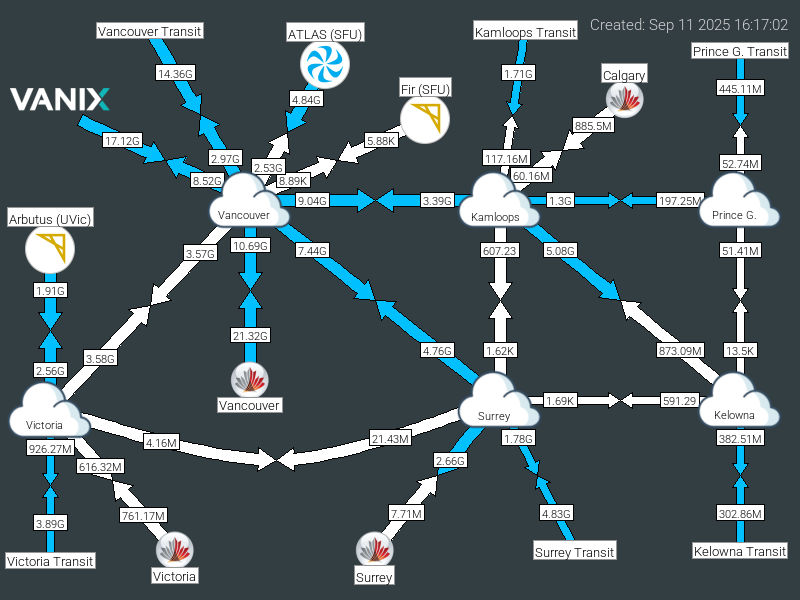 Created: Sep 11 2025 16:17:02
Vancouver Transit
ATLAS (SFU)
Kamloops Transit
Prince G. Transit
14.36G
1.71G
Calgary
445.11M
VANIX
4.84G
Fir (SFU)
17.12G
885.5M
5.88K
2.97G
2.53G
117.16M
52.74M
8.52G
8.89K
60.16M
Vancouver
9.04G
3.39G
Kamloops
1.3G
197.25M
Prince G.
Arbutus (UVic)
3.57G
10.69G
7.44G
607.23
5.08G
51.41M
1.91G
21.32G
3.58G
4.76G
1.62K
873.09M
13.5K
2.56G
Vancouver
1.69K
591.29
Victoria
Surrey
Kelowna
926.27M
4.16M
21.43M
1.78G
382.51M
616.32M
2.66G
3.89G
761.17M
7.71M
4.83G
302.86M
Victoria Transit
Victoria
Surrey
Surrey Transit
Kelowna Transit